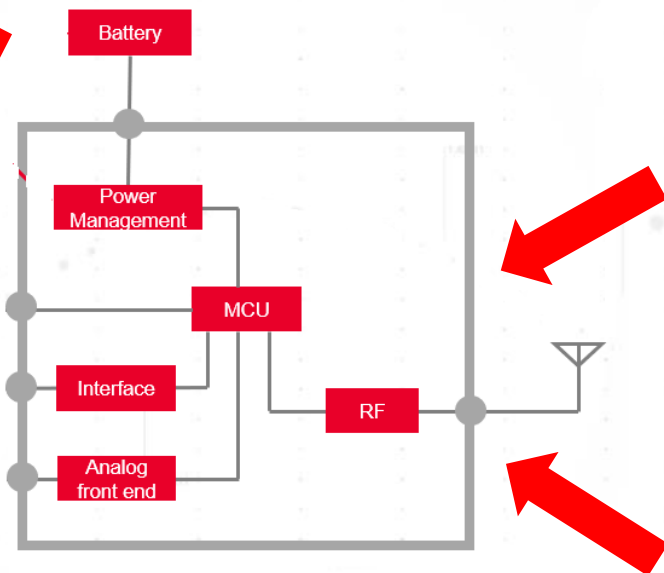 Battery
Power
Management
MCU
Interface
RF
Analog
front end